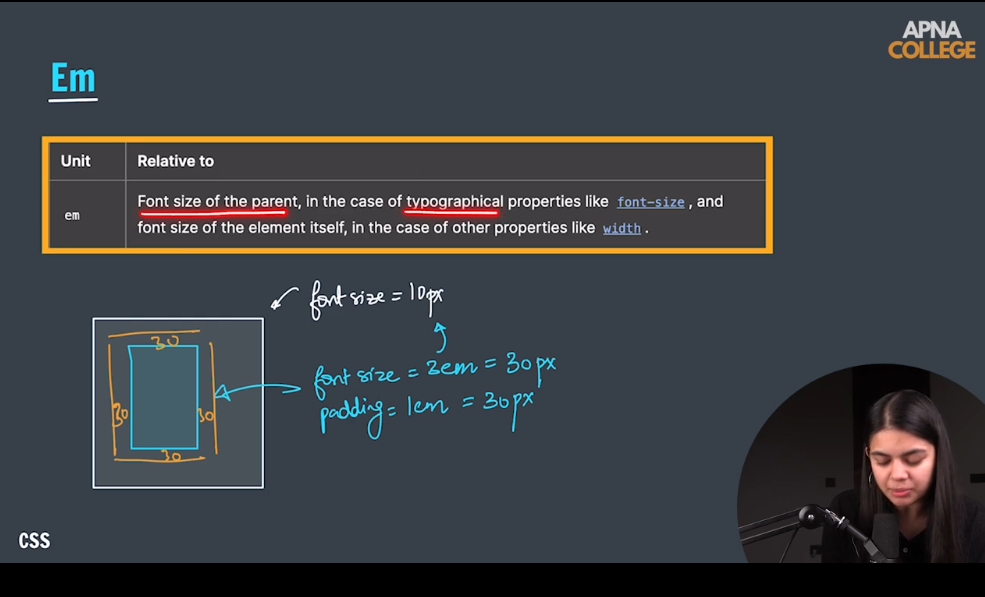 APNA
COLLEGE
Em
Unit Relative to
em Font size of the parent, in the case of typographical properties like font-size, and
font size of the element itself, in the case of other properties like width.
font size = 10px
font size = 3em = 30px
padding = 1em = 30px
30
30 30
30
CSS